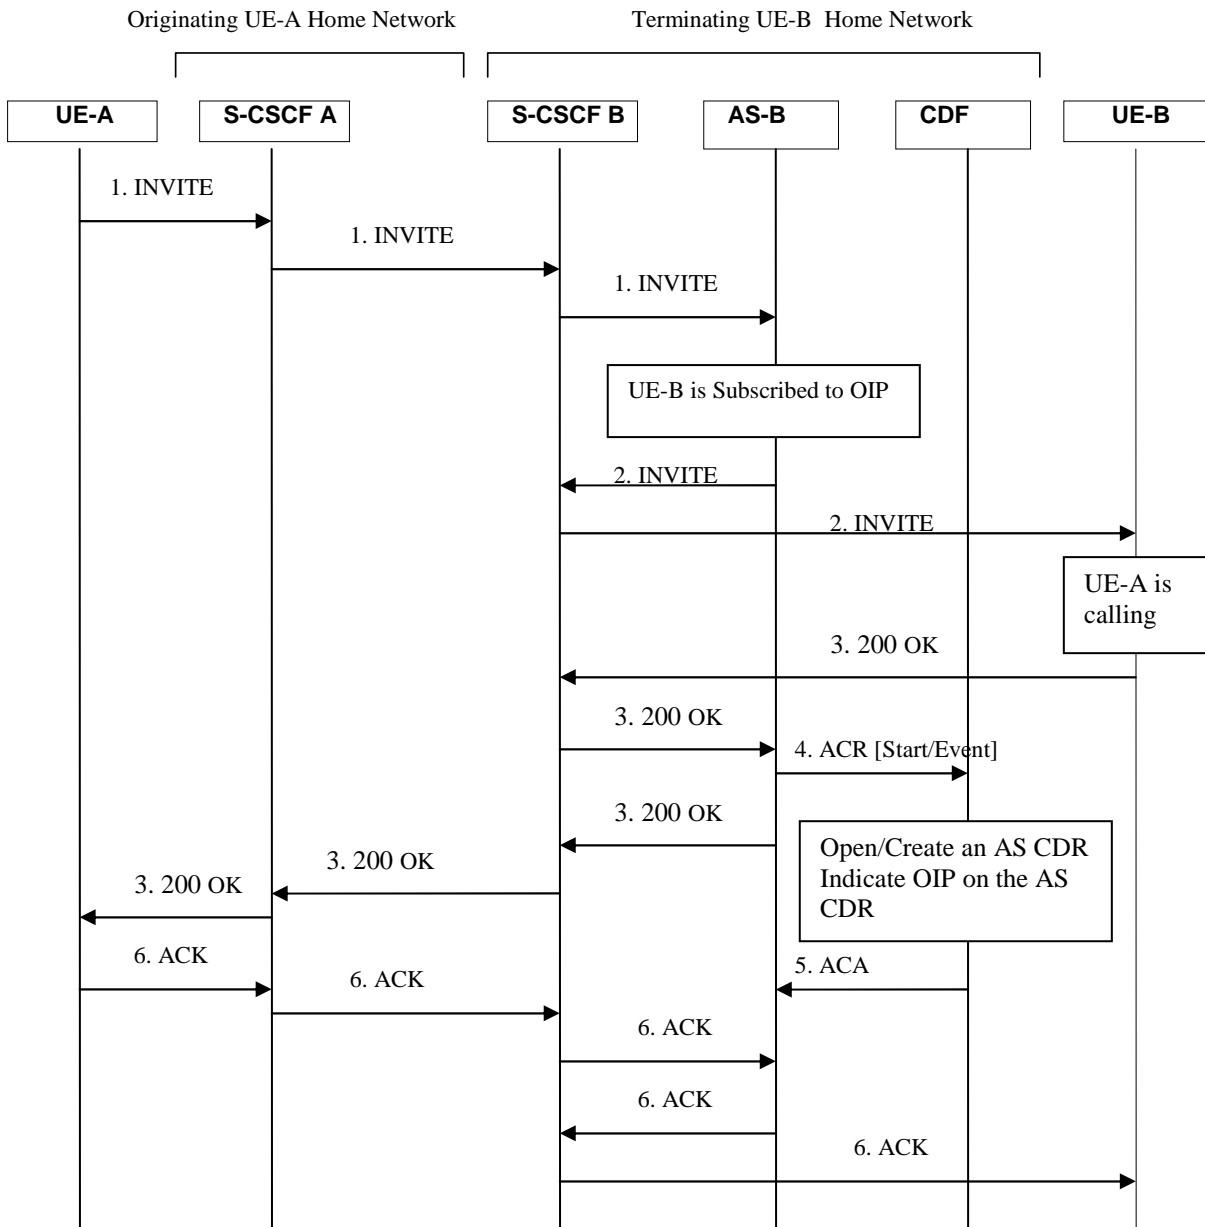 Originating UE-A Home Network
Terminating UE-B Home Network
UE-A
S-CSCF A
S-CSCF B
AS-B
CDF
UE-B
1. INVITE
1. INVITE
1. INVITE
UE-B is Subscribed to OIP
2. INVITE
2. INVITE
UE-A is
calling
3. 200 OK
3. 200 OK
4. ACR [Start/Event]
3. 200 OK
Open/Create an AS CDR
Indicate OIP on the AS
CDR
3. 200 OK
3. 200 OK
6. ACK
5. ACA
6. ACK
6. ACK
6. ACK
6. ACK